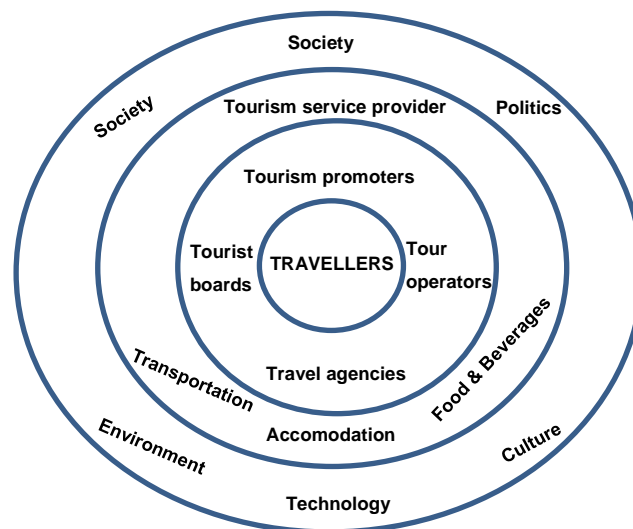 Society
Society
Politics
Tourism service provider
Tourism promoters
Tourist
boards
TRAVELLERS
Tour
operators
Transportation
Travel agencies
Food & Beverages
Accomodation
Environment
Culture
Technology